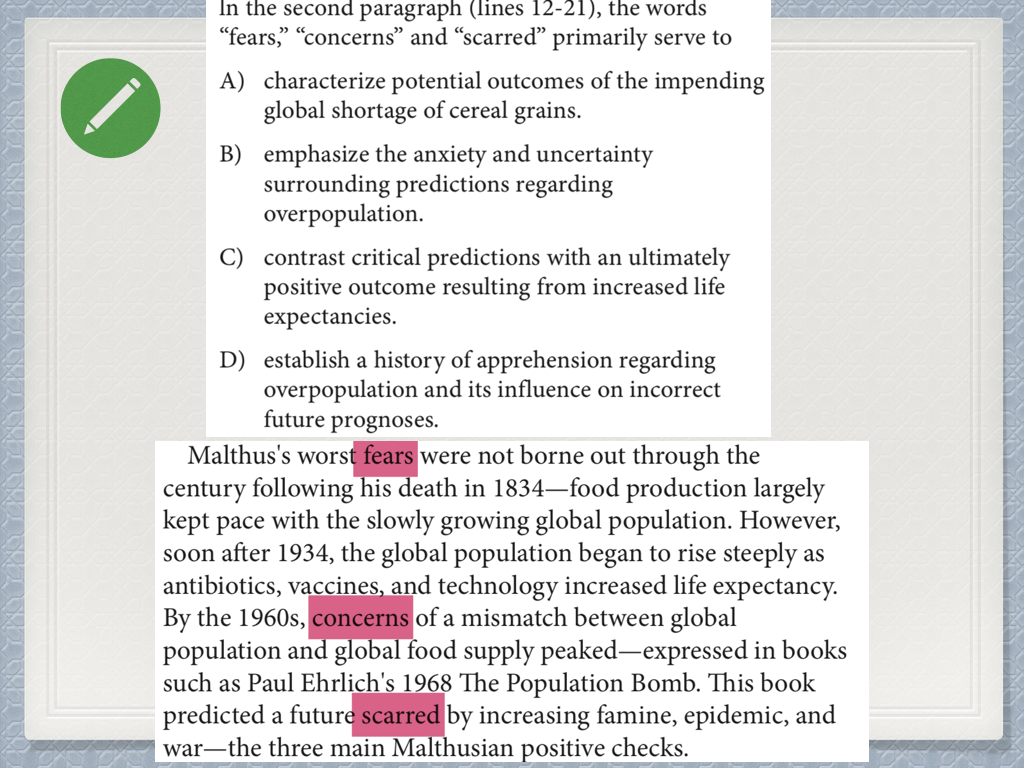 In the second paragraph (lines 12-21), the words
“fears,” “concerns” and “scarred” primarily serve to
A) characterize potential outcomes of the impending
global shortage of cereal grains.
B) emphasize the anxiety and uncertainty
surrounding predictions regarding
overpopulation.
C) contrast critical predictions with an ultimately
positive outcome resulting from increased life
expectancies.
D) establish a history of apprehension regarding
overpopulation and its influence on incorrect
future prognoses.
Malthus's worst fears were not borne out through the
century following his death in 1834—food production largely
kept pace with the slowly growing global population. However,
soon after 1934, the global population began to rise steeply as
antibiotics, vaccines, and technology increased life expectancy.
By the 1960s, concerns of a mismatch between global
population and global food supply peaked—expressed in books
such as Paul Ehrlich's 1968 The Population Bomb. This book
predicted a future scarred by increasing famine, epidemic, and
war—the three main Malthusian positive checks.